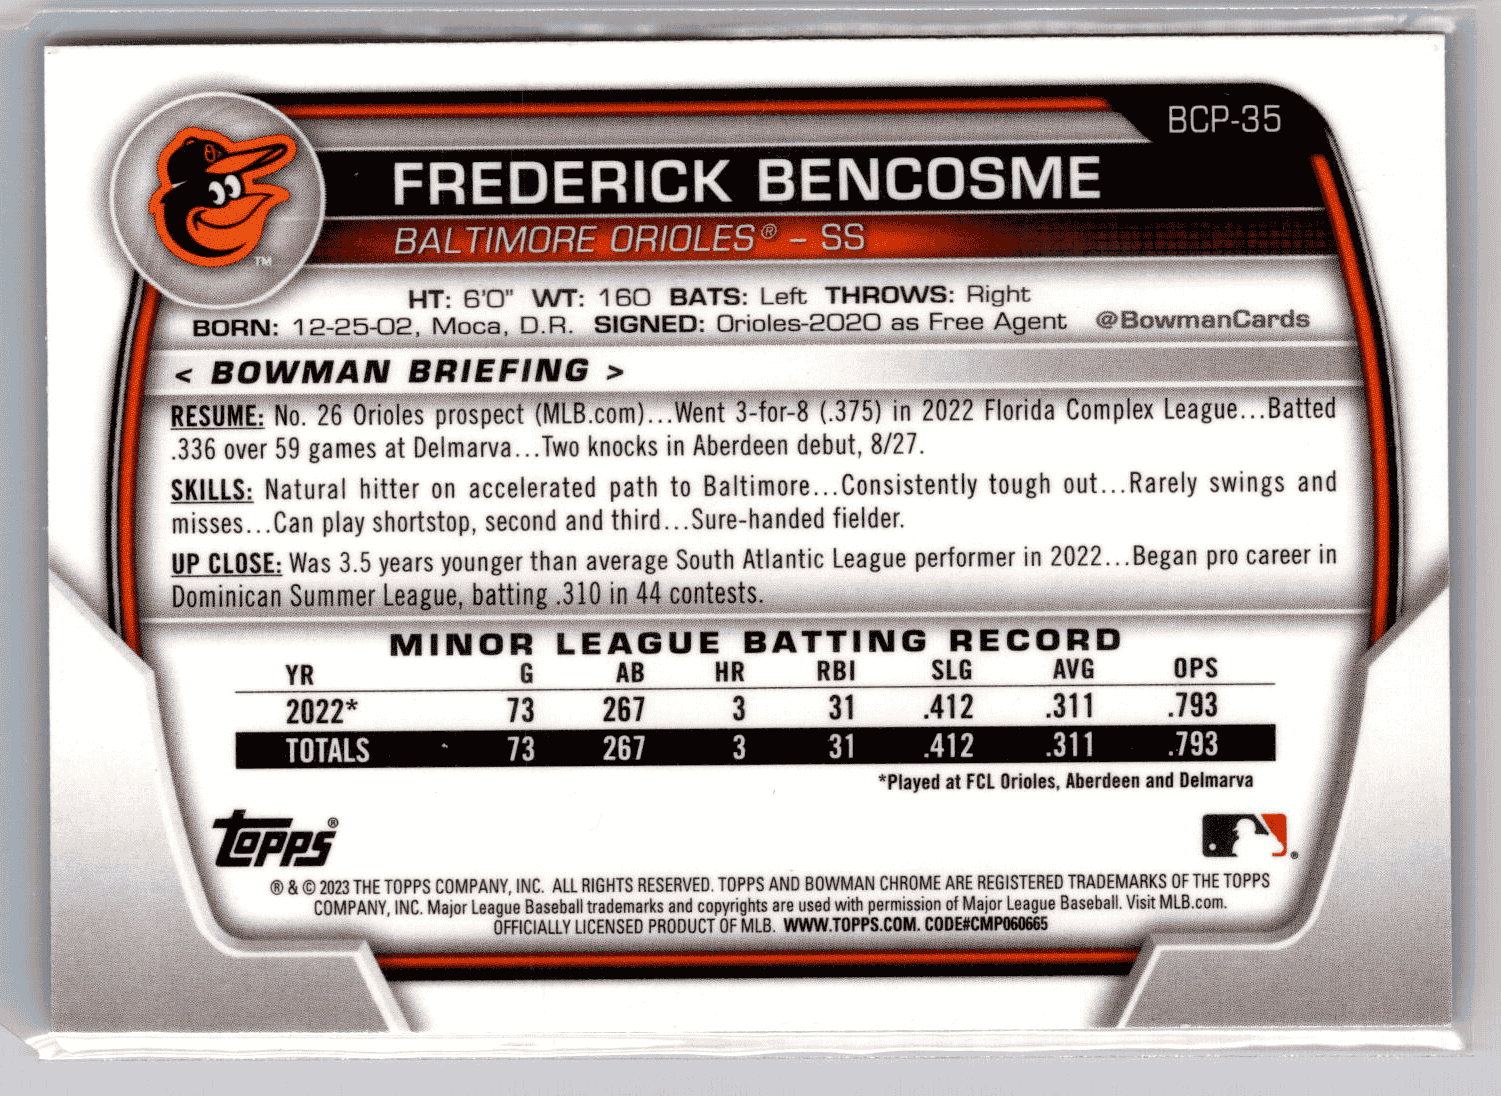 BCP-35
FREDERICK BENCOSME
BALTIMORE ORIOLES® – SS
™
HT: 6'0" WT: 160 BATS: Left THROWS: Right
BORN: 12-25-02, Moca, D.R. SIGNED: Orioles-2020 as Free Agent @BowmanCards
< BOWMAN BRIEFING >
RESUME: No. 26 Orioles prospect (MLB.com)...Went 3-for-8 (.375) in 2022 Florida Complex League...Batted
.336 over 59 games at Delmarva...Two knocks in Aberdeen debut, 8/27.
SKILLS: Natural hitter on accelerated path to Baltimore...Consistently tough out...Rarely swings and
misses...Can play shortstop, second and third...Sure-handed fielder.
UP CLOSE: Was 3.5 years younger than average South Atlantic League performer in 2022...Began pro career in
Dominican Summer League, batting .310 in 44 contests.
MINOR LEAGUE BATTING RECORD
YR G AB HR RBI SLG AVG OPS
2022* 73 267 3 31 .412 .311 .793
TOTALS 73 267 3 31 .412 .311 .793
*Played at FCL Orioles, Aberdeen and Delmarva
Topps®
® & © 2023 THE TOPPS COMPANY, INC. ALL RIGHTS RESERVED. TOPPS AND BOWMAN CHROME ARE REGISTERED TRADEMARKS OF THE TOPPS
COMPANY, INC. Major League Baseball trademarks and copyrights are used with permission of Major League Baseball. Visit MLB.com.
OFFICIALLY LICENSED PRODUCT OF MLB. WWW.TOPPS.COM. CODE#CMP060665